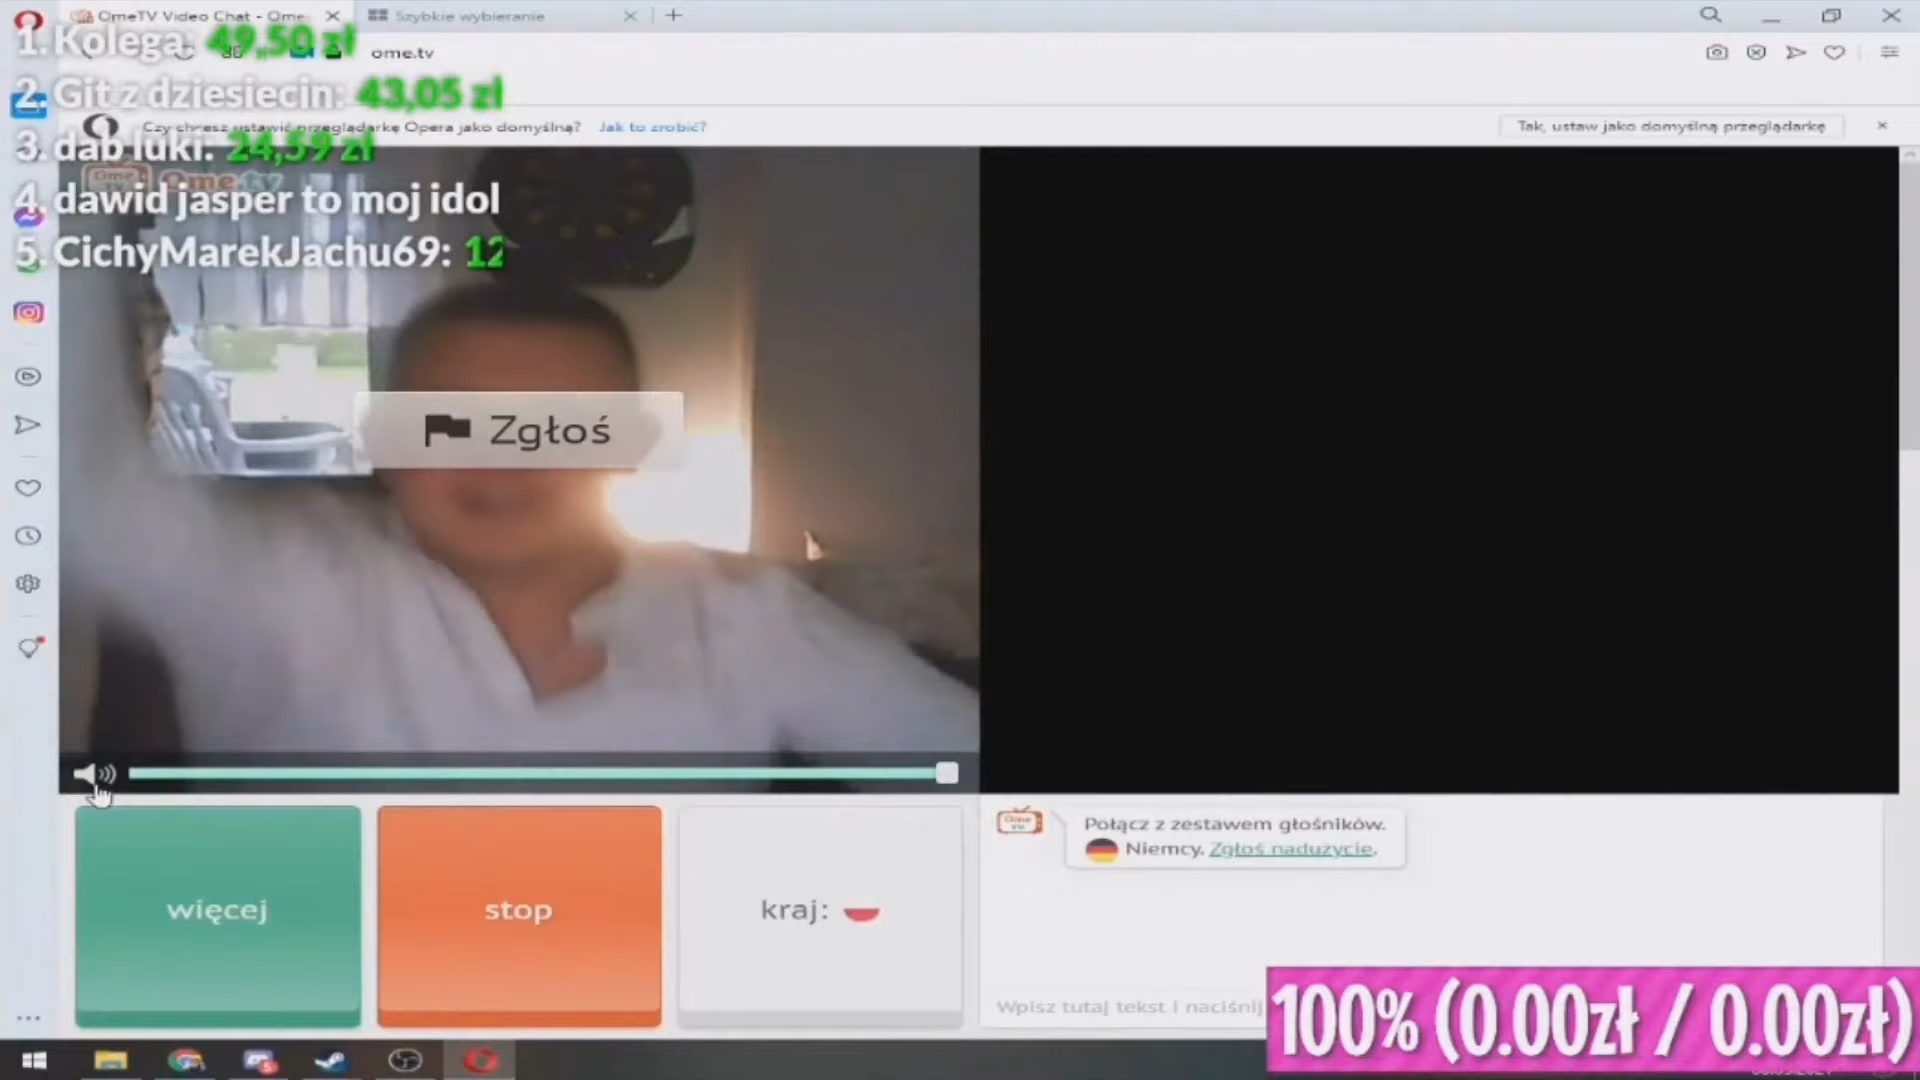 OmeTV Video Chat - Ome
Szybkie wybieranie
1. Kolega: 49,50 zł
ome.tv
2. Git z dziesiecin: 43,05 zł
Czy chcesz ustawić przeglądarkę Opera jako domyślną? Jak to zrobić?
Tak, ustaw jako domyślną przeglądarkę
3. dab luki: 24,59 zł
Ome.tv
4. dawid jasper to moj idol
5. CichyMarekJachu69: 12
Zgłoś
Połącz z zestawem głośników.
Niemcy. Zgłoś nadużycie.
więcej
stop
kraj:
Wpisz tutaj tekst i naciśnij
100% (0.00zł / 0.00zł)